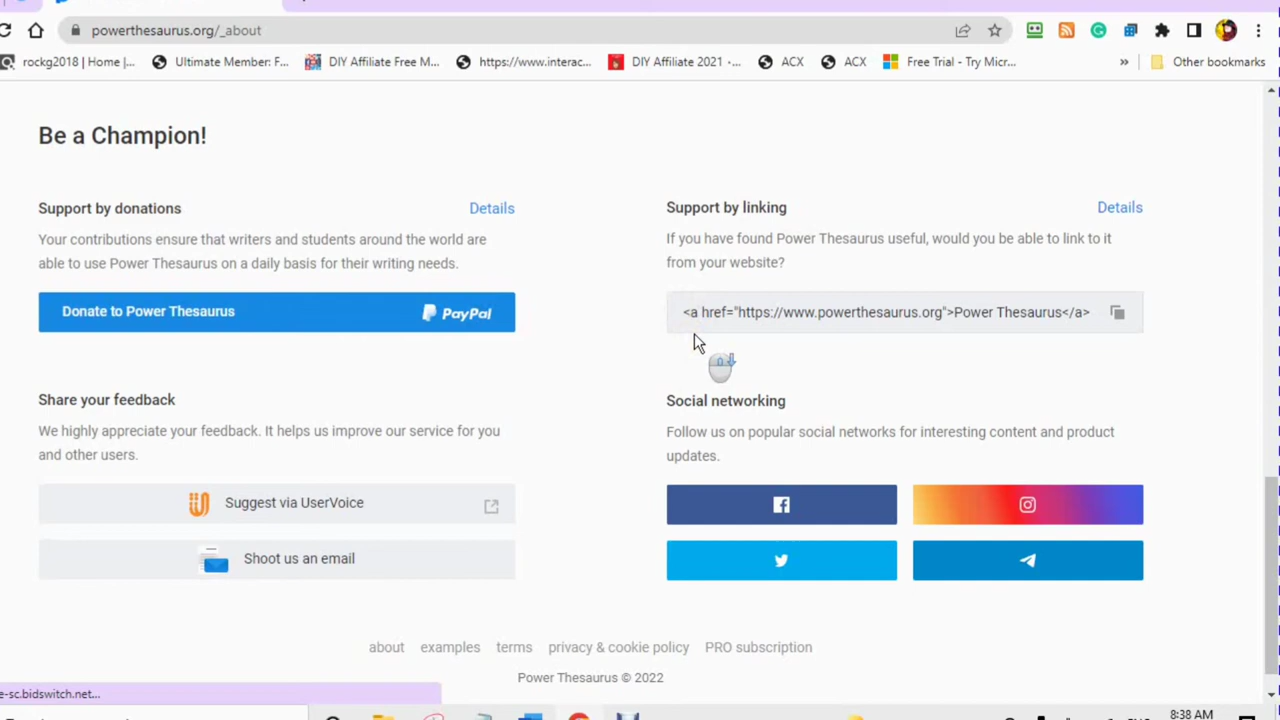 powerthesaurus.org/_about
rockg2018 | Home |... Ultimate Member: F... DIY Affiliate Free M... https://www.interac... DIY Affiliate 2021 -... ACX ACX Free Trial - Try Micr... » Other bookmarks
Be a Champion!
Support by donations Details
Your contributions ensure that writers and students around the world are
able to use Power Thesaurus on a daily basis for their writing needs.
Donate to Power Thesaurus PayPal
Support by linking Details
If you have found Power Thesaurus useful, would you be able to link to it
from your website?
<a href="https://www.powerthesaurus.org">Power Thesaurus</a>
Share your feedback
We highly appreciate your feedback. It helps us improve our service for you
and other users.
Suggest via UserVoice
Shoot us an email
Social networking
Follow us on popular social networks for interesting content and product
updates.
about examples terms privacy & cookie policy PRO subscription
Power Thesaurus © 2022
e-sc.bidswitch.net...
8:38 AM